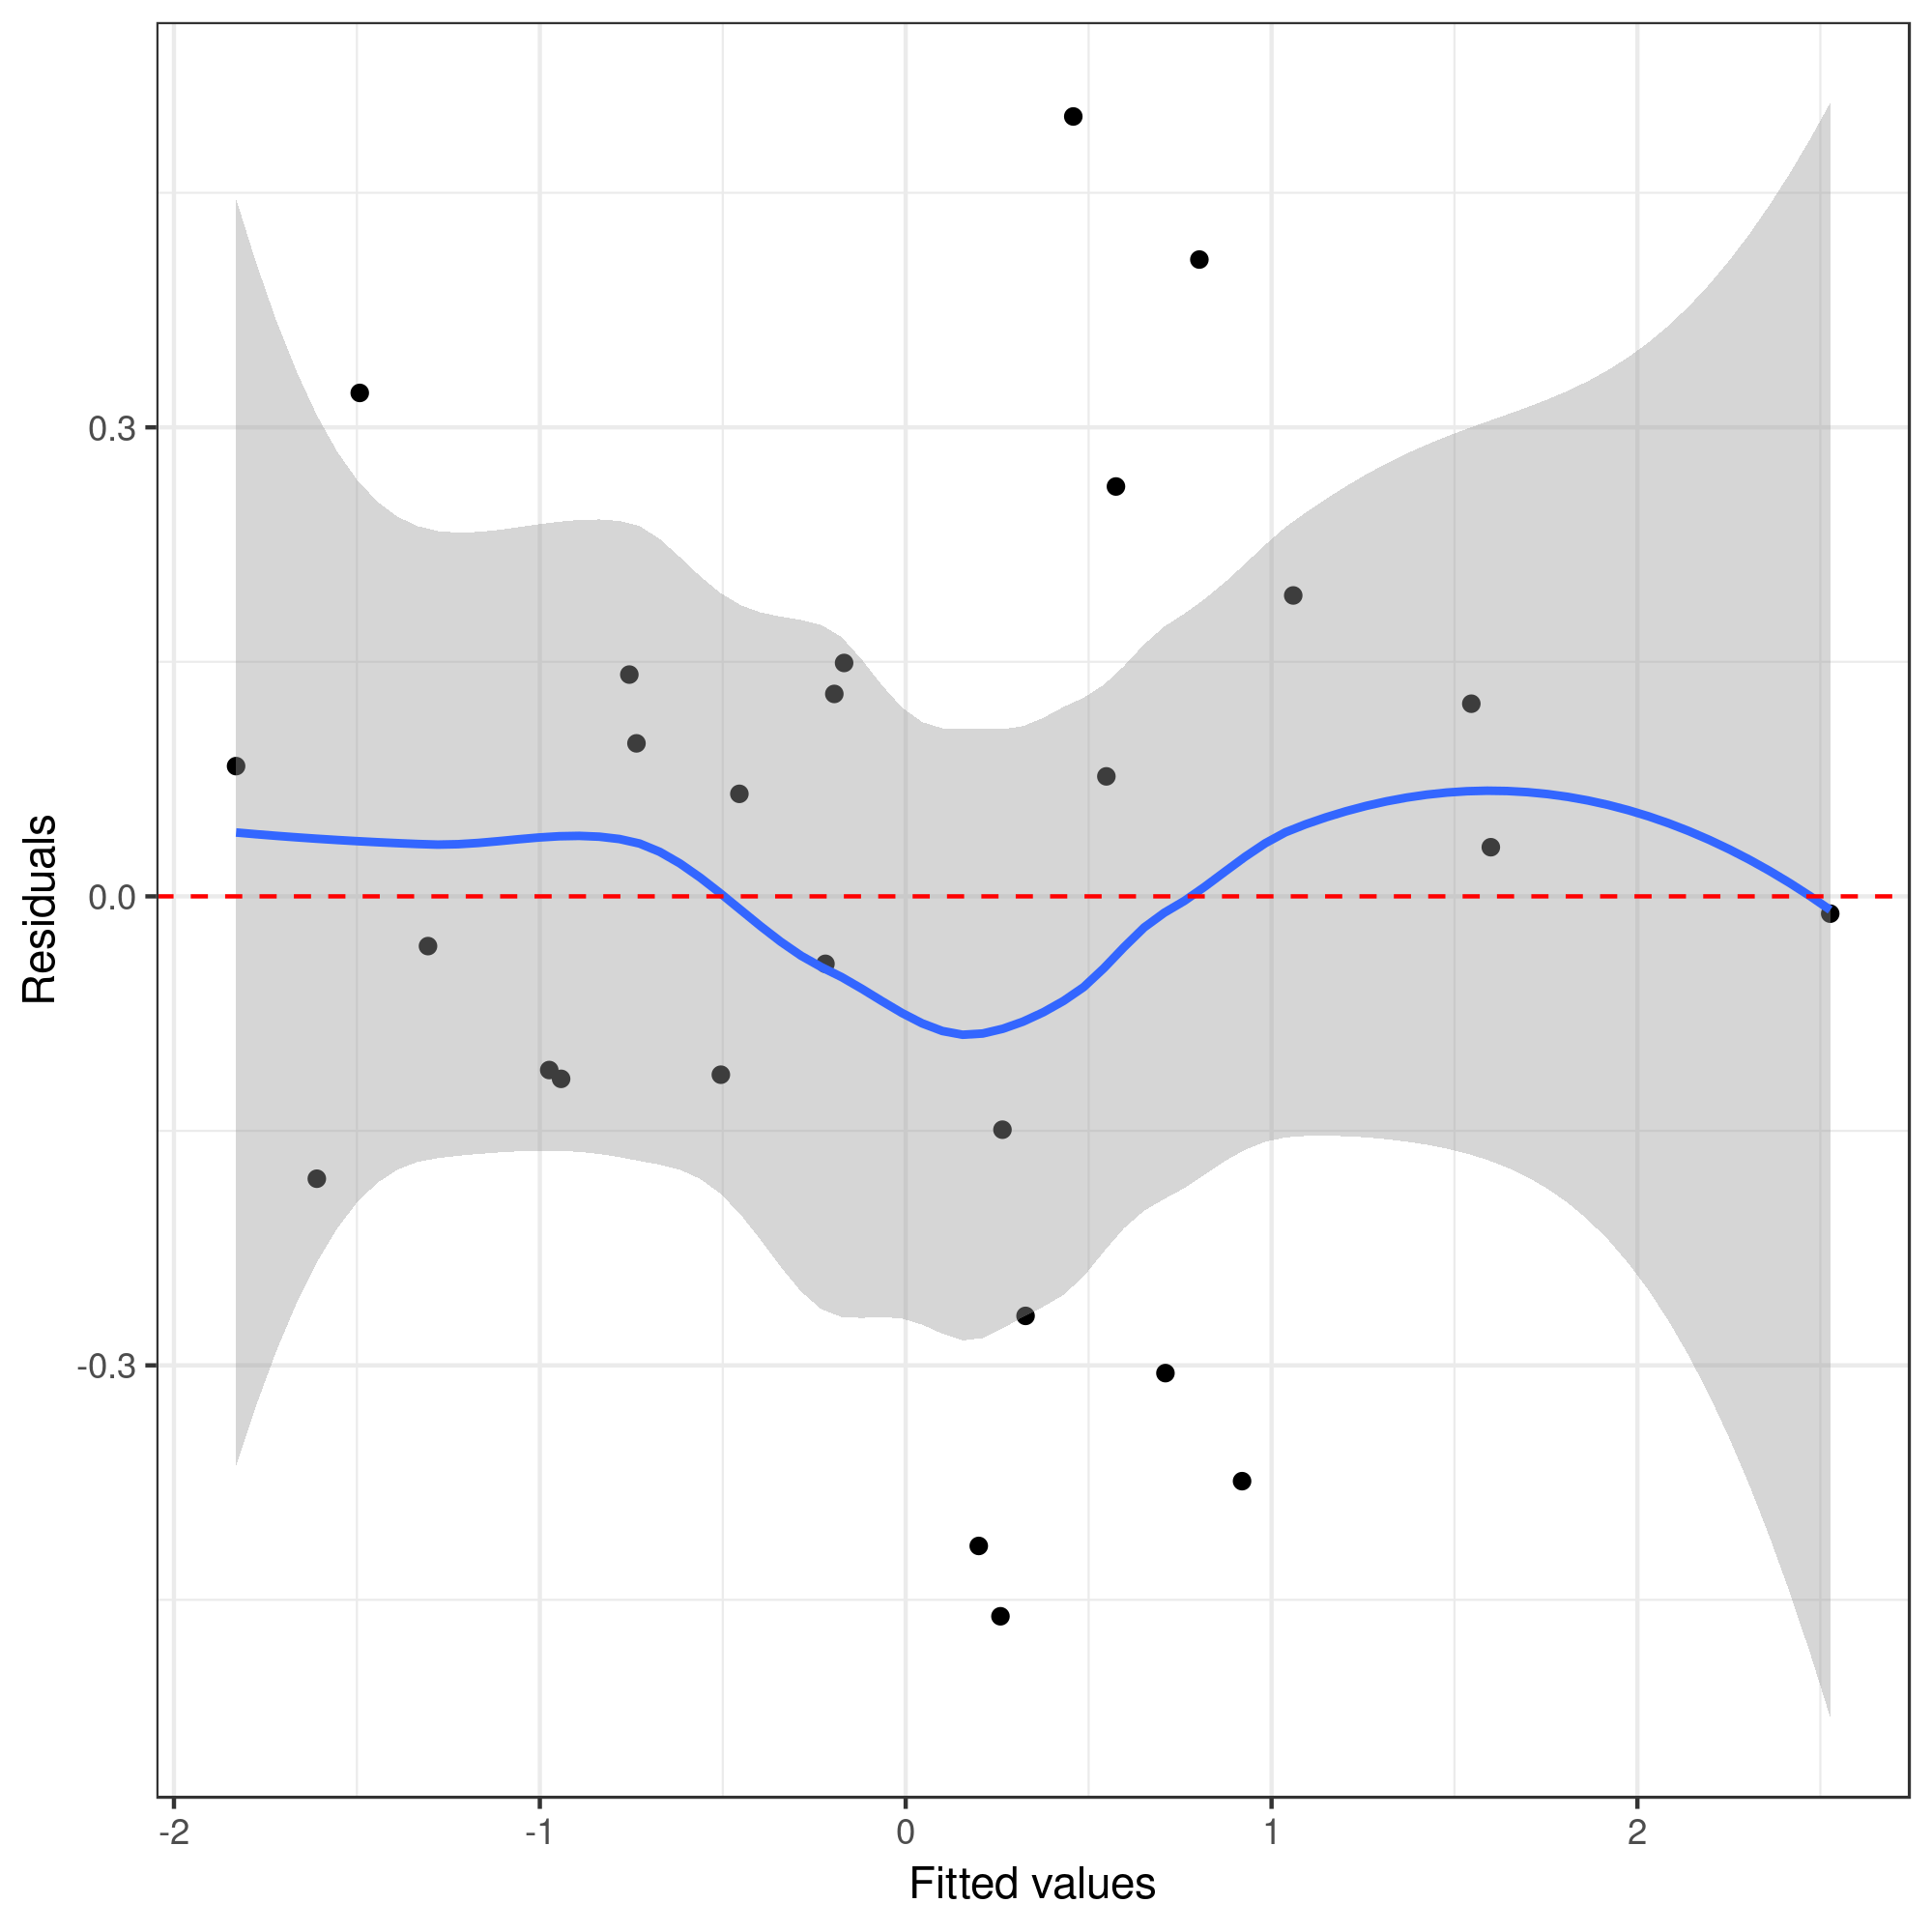 Residuals
0.3
0.0
-0.3
-2 -1 0 1 2
Fitted values